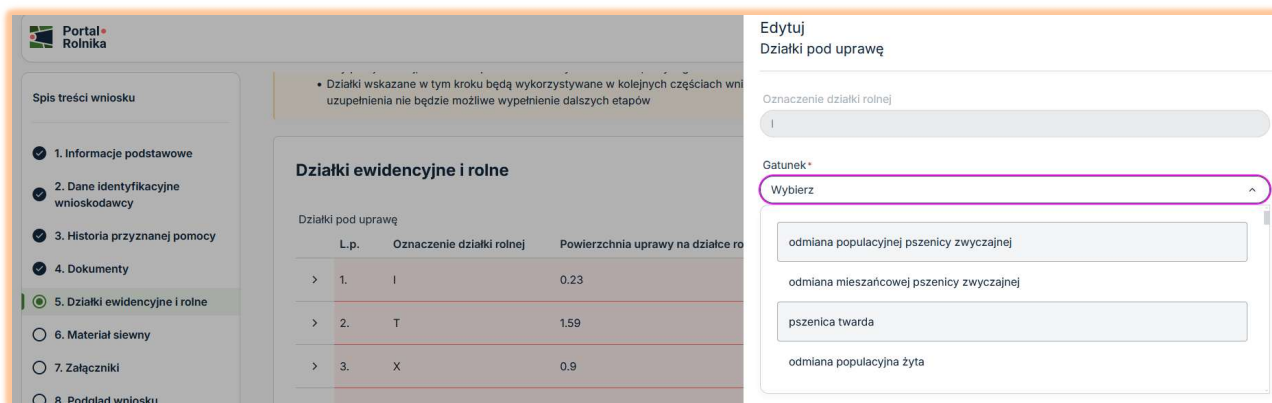 Portal
Rolnika
Spis treści wniosku
1. Informacje podstawowe
2. Dane identyfikacyjne
wnioskodawcy
3. Historia przyznanej pomocy
4. Dokumenty
5. Działki ewidencyjne i rolne
6. Materiał siewny
7. Załączniki
8. Podgląd wniosku
• Działki wskazane w tym kroku będą wykorzystywane w kolejnych częściach wni
uzupełnienia nie będzie możliwe wypełnienie dalszych etapów
Działki ewidencyjne i rolne
Działki pod uprawę
L.p. Oznaczenie działki rolnej Powierzchnia uprawy na działce ro
1. I 0.23
2. T 1.59
3. X 0.9
Edytuj
Działki pod uprawę
Oznaczenie działki rolnej
I
Gatunek*
Wybierz
odmiana populacyjnej pszenicy zwyczajnej
odmiana mieszańcowej pszenicy zwyczajnej
pszenica twarda
odmiana populacyjna żyta